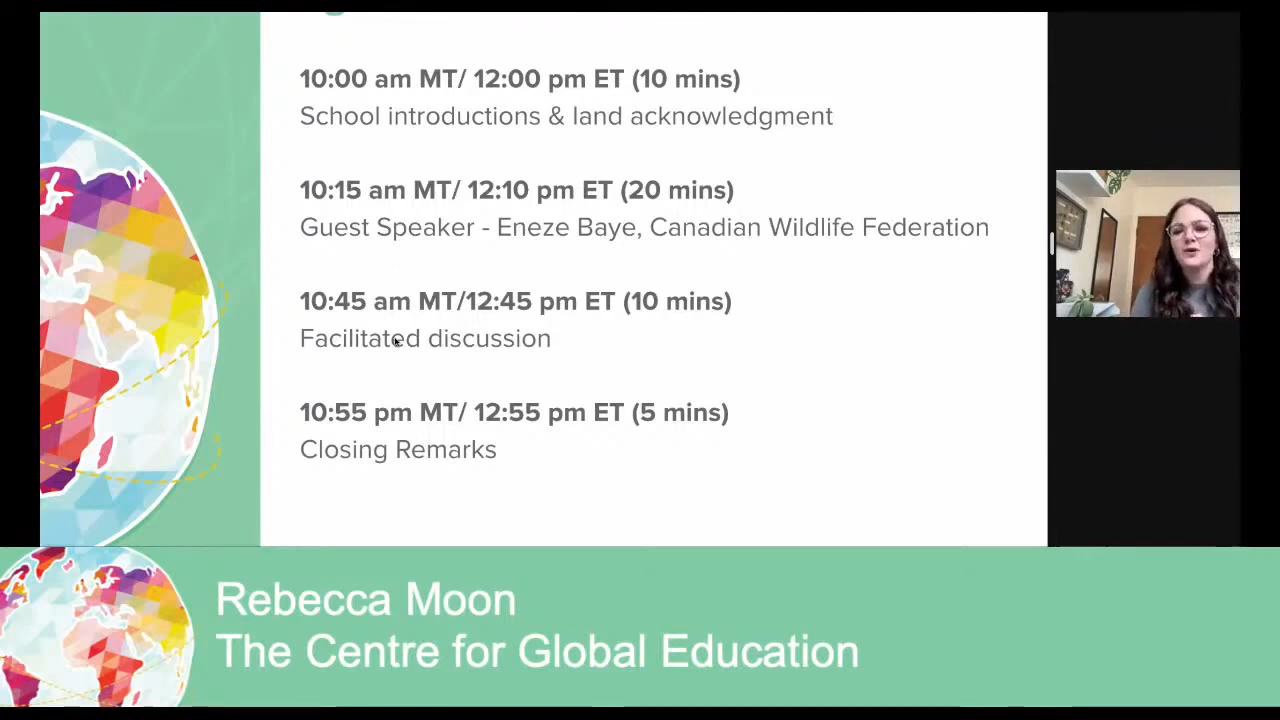 10:00 am MT/ 12:00 pm ET (10 mins)
School introductions & land acknowledgment
10:15 am MT/ 12:10 pm ET (20 mins)
Guest Speaker - Eneze Baye, Canadian Wildlife Federation
10:45 am MT/12:45 pm ET (10 mins)
Facilitated discussion
10:55 pm MT/ 12:55 pm ET (5 mins)
Closing Remarks
Rebecca Moon
The Centre for Global Education